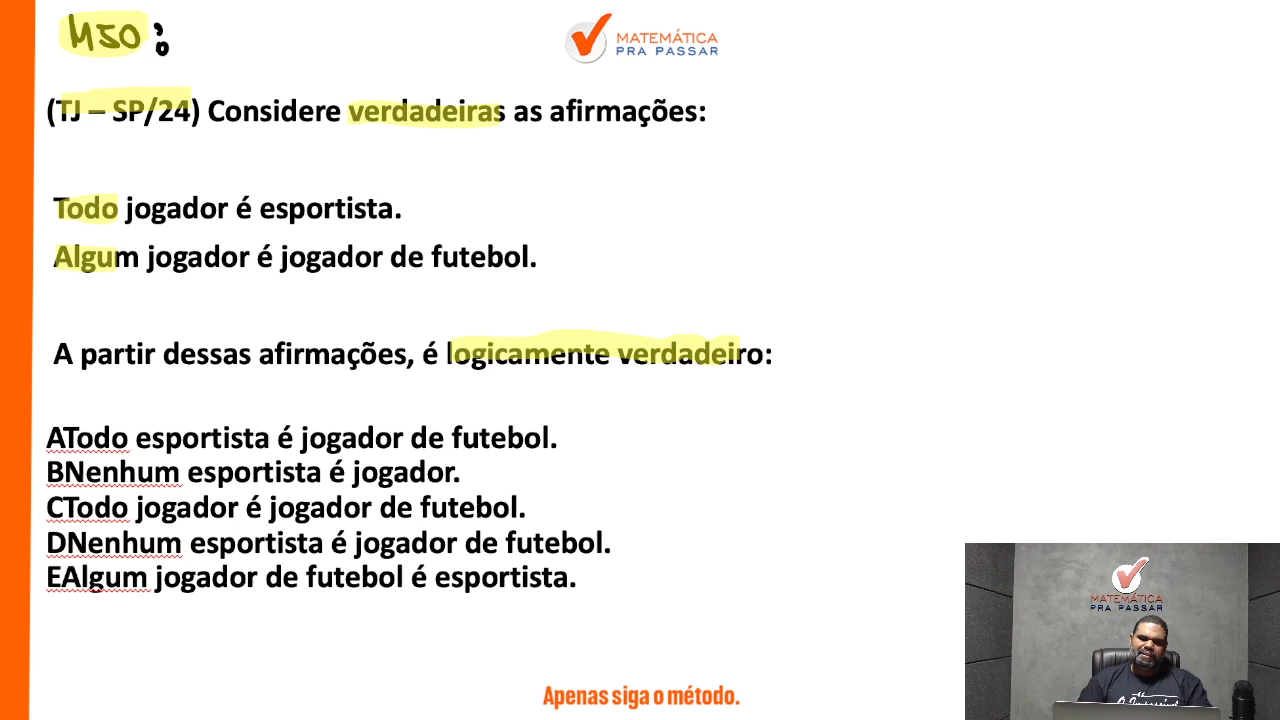 450:
MATEMÁTICA
PRA PASSAR
(TJ – SP/24) Considere verdadeiras as afirmações:
Todo jogador é esportista.
Algum jogador é jogador de futebol.
A partir dessas afirmações, é logicamente verdadeiro:
ATodo esportista é jogador de futebol.
BNenhum esportista é jogador.
CTodo jogador é jogador de futebol.
DNenhum esportista é jogador de futebol.
EAlgum jogador de futebol é esportista.
MATEMÁTICA
PRA PASSAR
Apenas siga o método.